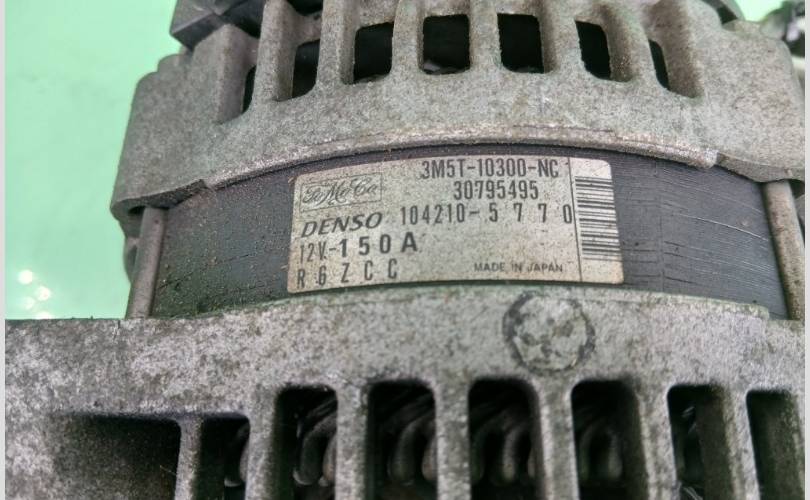 3M5T-10300-NC
FoMoCo 30795495
DENSO 104210-5770
12V-150A
R6ZCC MADE IN JAPAN